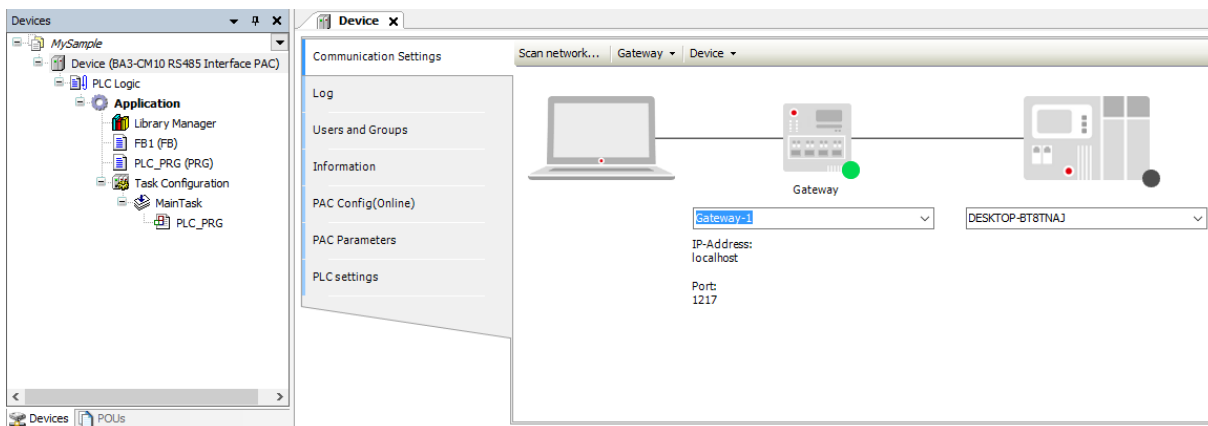 Devices
MySample
Device (BA3-CM10 RS485 Interface PAC)
PLC Logic
Application
Library Manager
FB1 (FB)
PLC_PRG (PRG)
Task Configuration
MainTask
PLC_PRG
Devices
POUs
Device
Communication Settings
Log
Users and Groups
Information
PAC Config(Online)
PAC Parameters
PLC settings
Scan network... Gateway Device
Gateway
Gateway-1
DESKTOP-BT8TNAJ
IP-Address:
localhost
Port:
1217